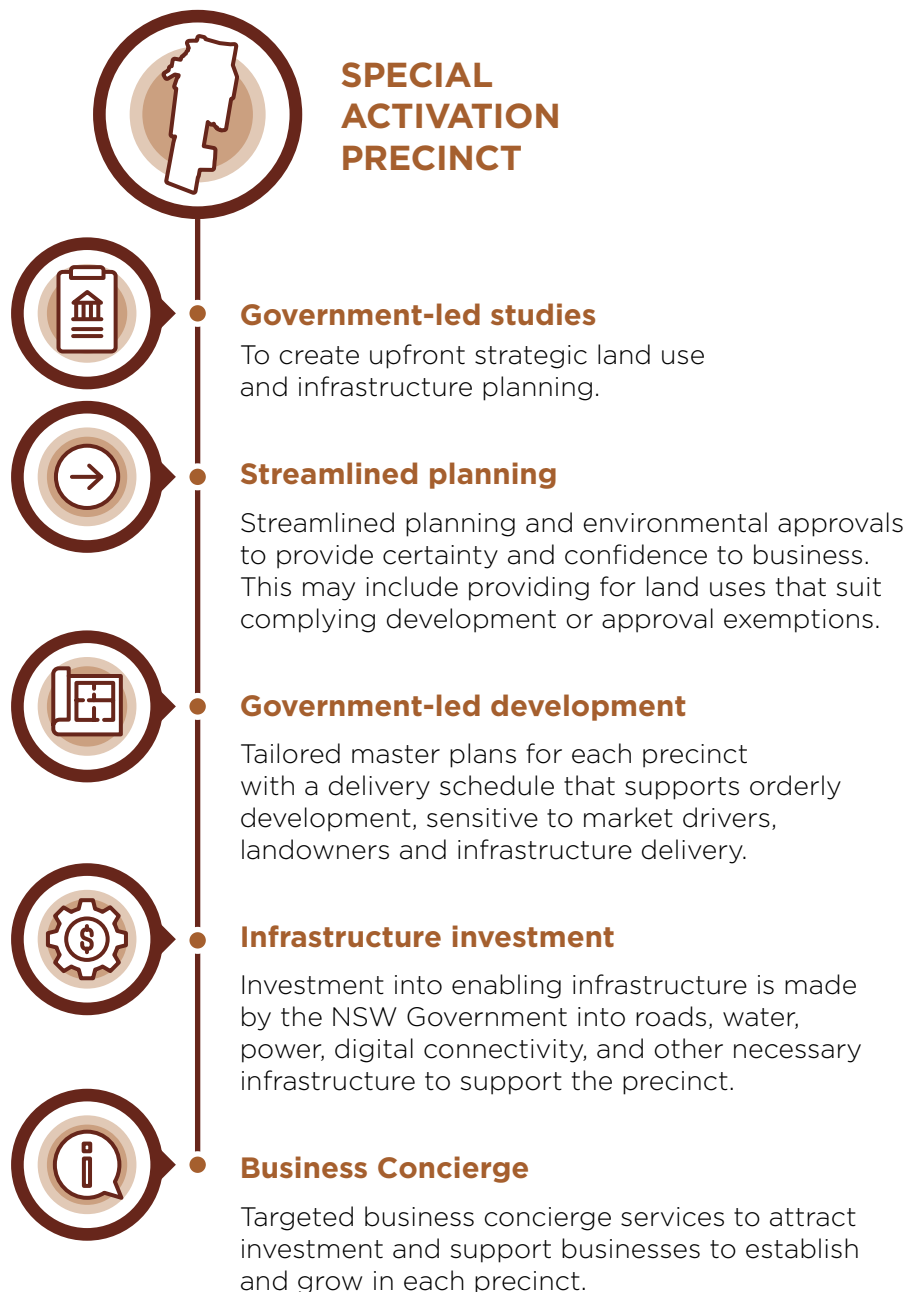 SPECIAL
ACTIVATION
PRECINCT
Government-led studies
To create upfront strategic land use
and infrastructure planning.
Streamlined planning
Streamlined planning and environmental approvals
to provide certainty and confidence to business.
This may include providing for land uses that suit
complying development or approval exemptions.
Government-led development
Tailored master plans for each precinct
with a delivery schedule that supports orderly
development, sensitive to market drivers,
landowners and infrastructure delivery.
$
Infrastructure investment
Investment into enabling infrastructure is made
by the NSW Government into roads, water,
power, digital connectivity, and other necessary
infrastructure to support the precinct.
i
Business Concierge
Targeted business concierge services to attract
investment and support businesses to establish
and grow in each precinct.